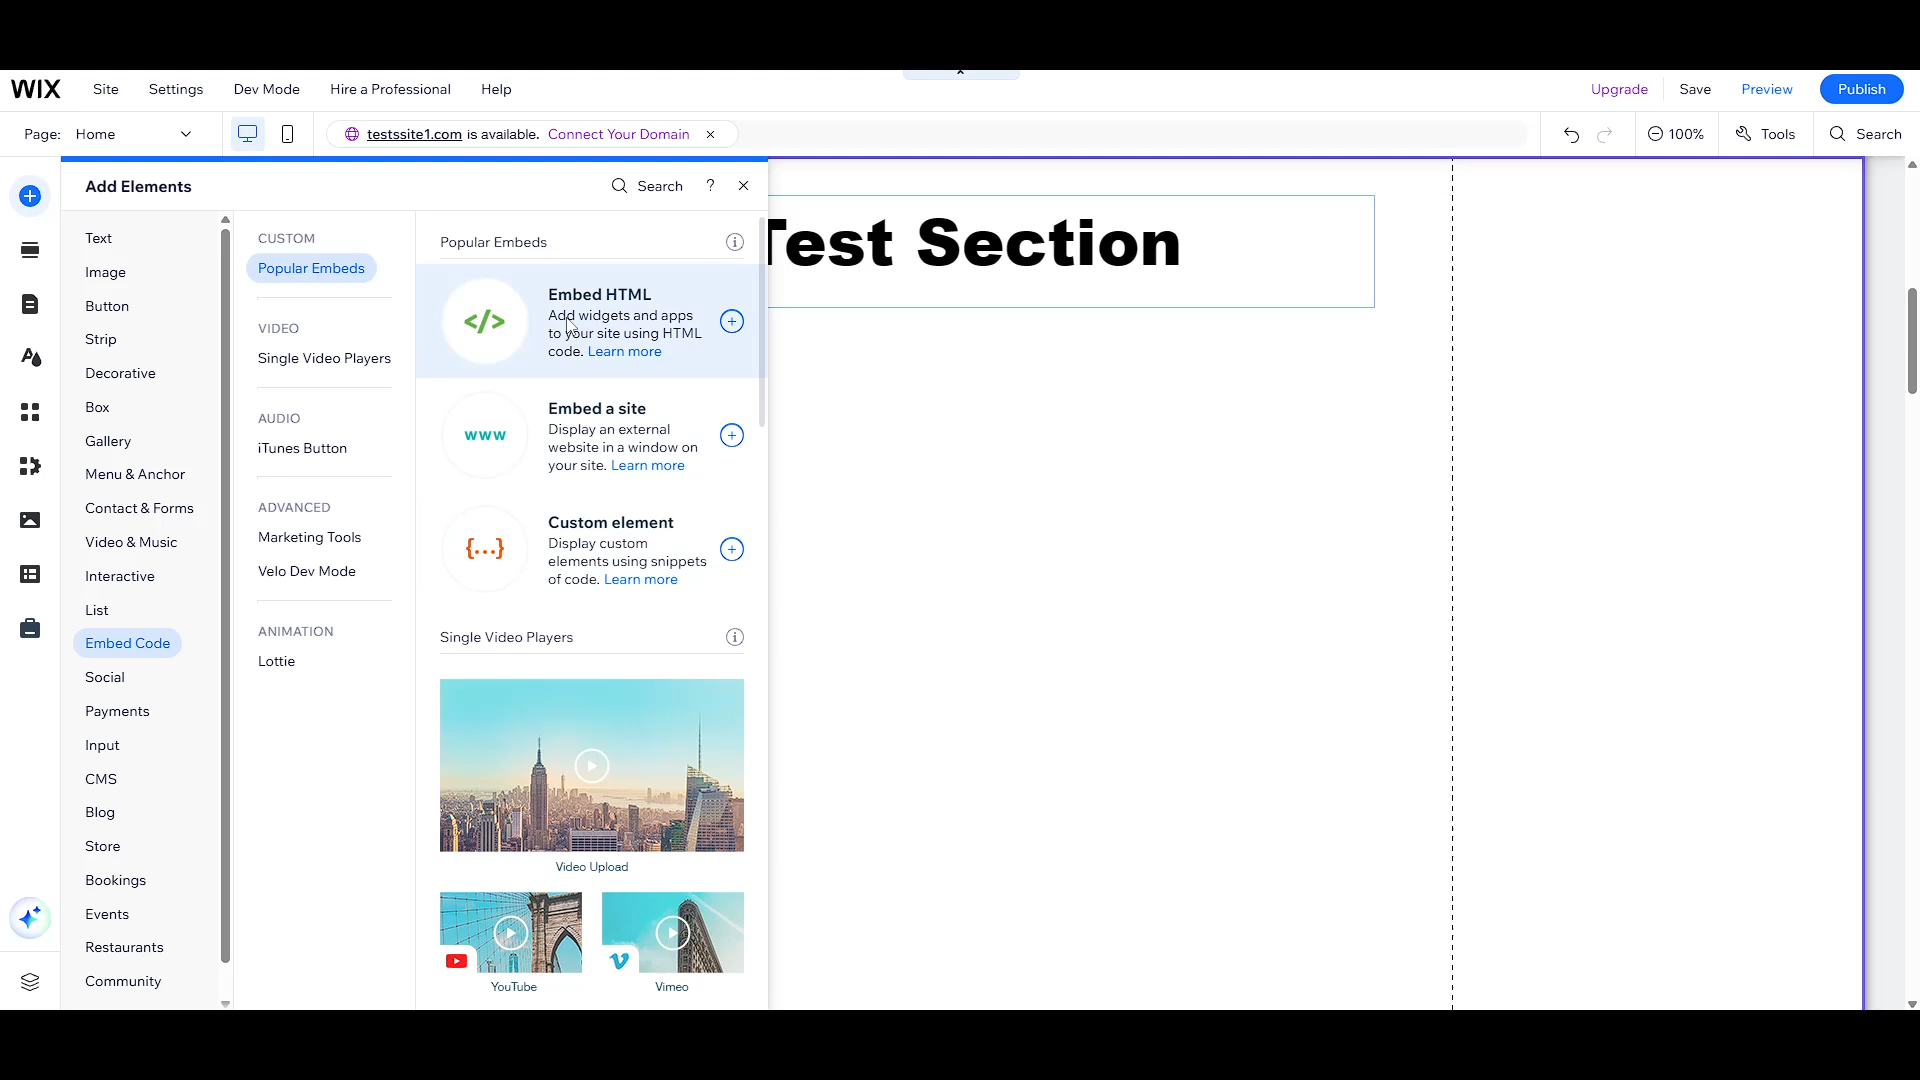 WIX
Site
Settings
Dev Mode
Hire a Professional
Help
Upgrade
Save
Preview
Publish
Page: Home
testssite1.com is available. Connect Your Domain
100%
Tools
Search
Add Elements
Search
?
Text
Image
Button
Strip
Decorative
Box
Gallery
Menu & Anchor
Contact & Forms
Video & Music
Interactive
List
Embed Code
Social
Payments
Input
CMS
Blog
Store
Bookings
Events
Restaurants
Community
CUSTOM
Popular Embeds
VIDEO
Single Video Players
AUDIO
iTunes Button
ADVANCED
Marketing Tools
Velo Dev Mode
ANIMATION
Lottie
Popular Embeds
</>
Embed HTML
Add widgets and apps
to your site using HTML
code. Learn more
www
Embed a site
Display an external
website in a window on
your site. Learn more
{...}
Custom element
Display custom
elements using snippets
of code. Learn more
Single Video Players
Video Upload
YouTube
Vimeo
Test Section